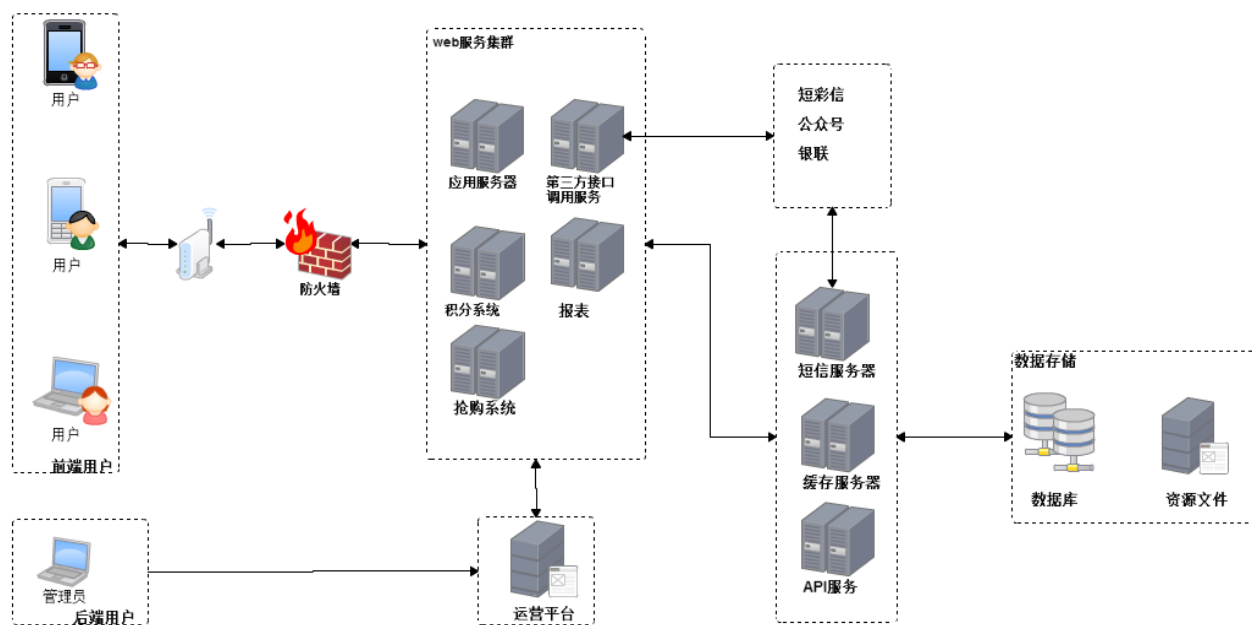 用户
用户
用户
前端用户
管理员
后端用户
防火墙
web服务集群
应用服务器
第三方接口
调用服务
积分系统
报表
抢购系统
运营平台
短彩信
公众号
银联
短信服务器
缓存服务器
API服务
数据存储
数据库
资源文件